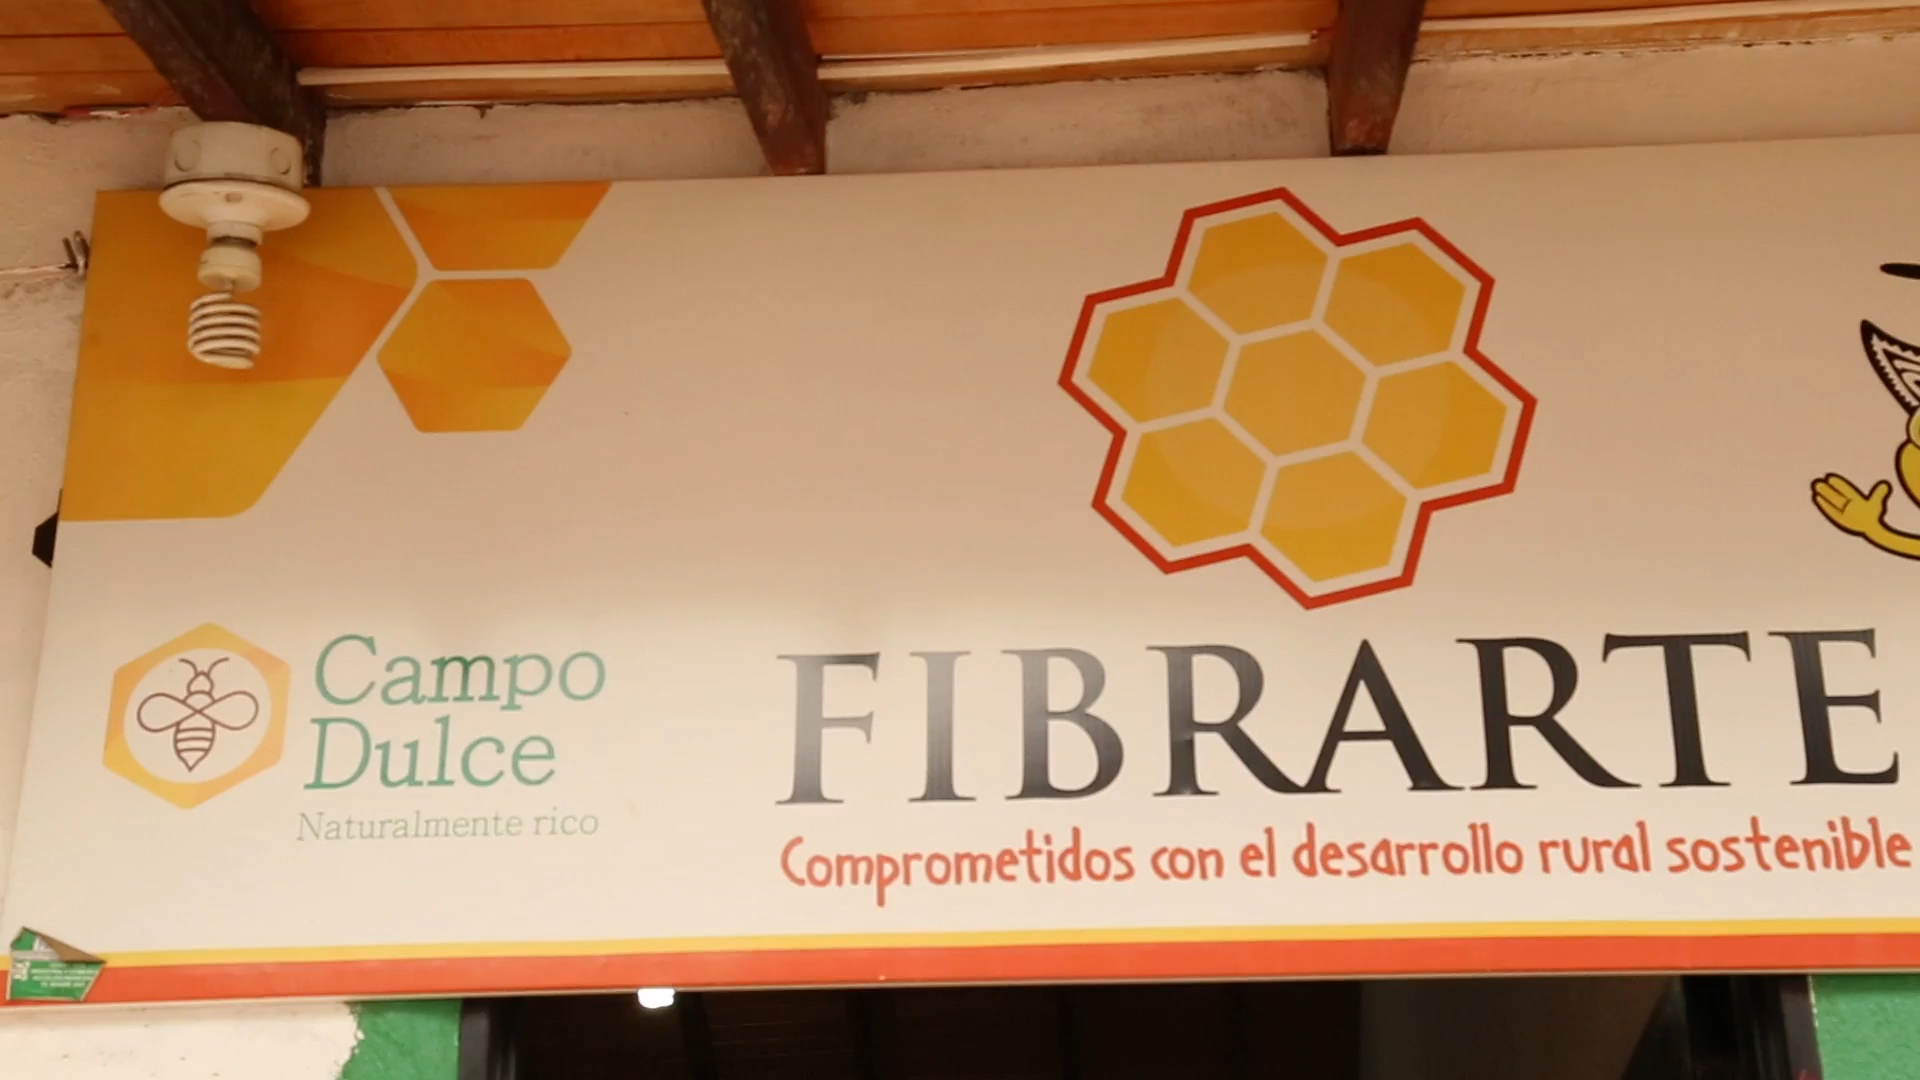 Campo
Dulce
Naturalmente rico
FIBRARTE
Comprometidos con el desarrollo rural sostenible